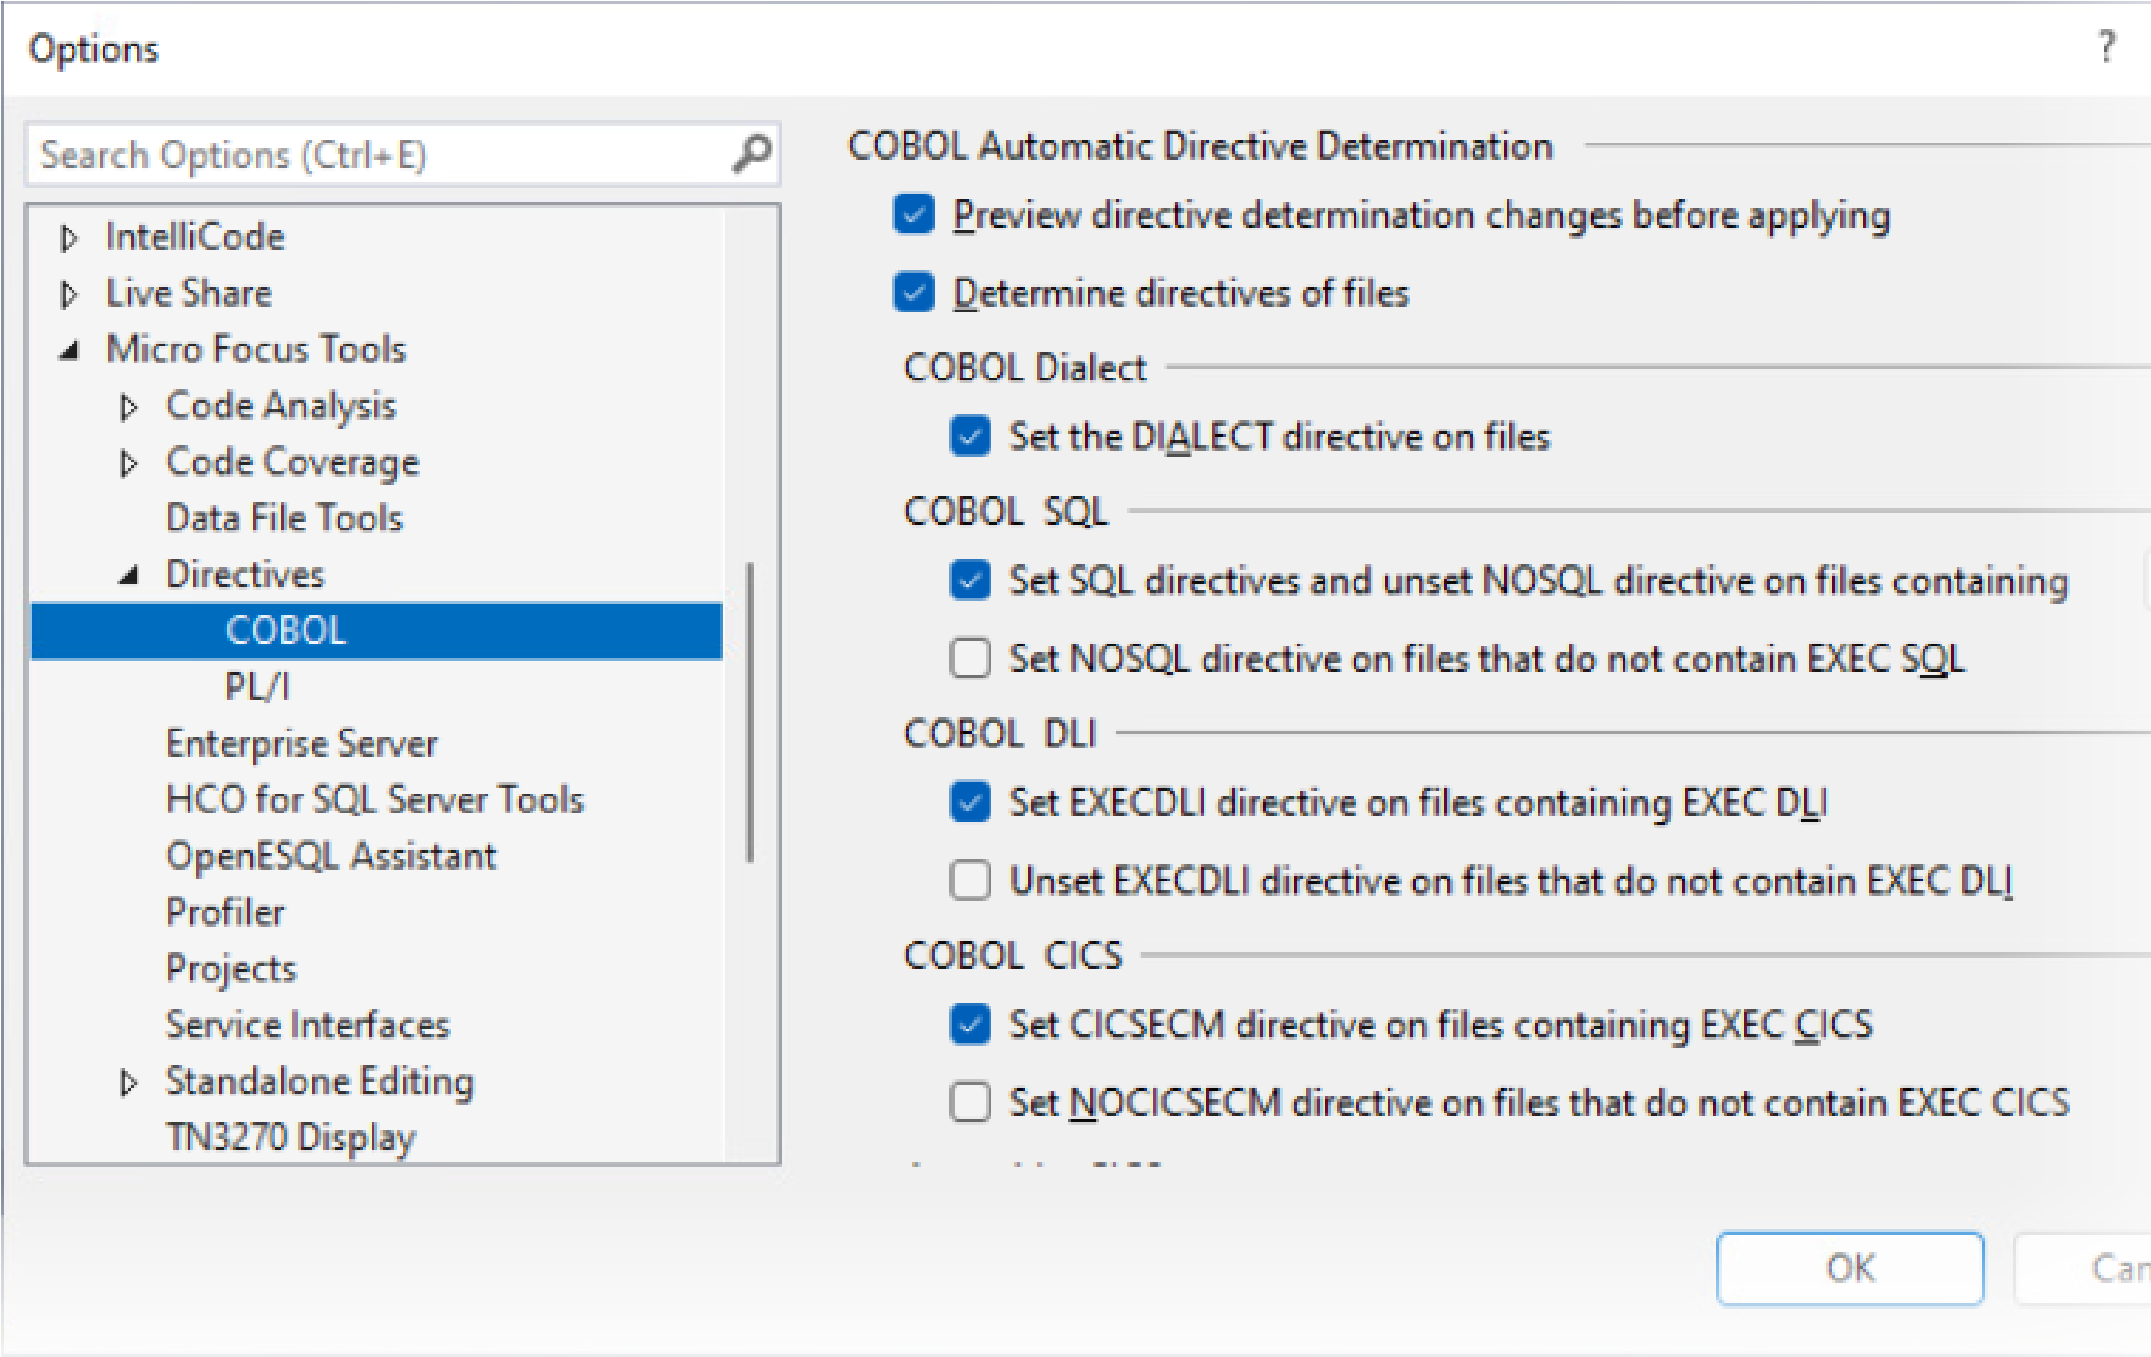 Options
?
Search Options (Ctrl+E)
IntelliCode
Live Share
Micro Focus Tools
Code Analysis
Code Coverage
Data File Tools
Directives
COBOL
PL/I
Enterprise Server
HCO for SQL Server Tools
OpenESQL Assistant
Profiler
Projects
Service Interfaces
Standalone Editing
TN3270 Display
COBOL Automatic Directive Determination
Preview directive determination changes before applying
Determine directives of files
COBOL Dialect
Set the DIALECT directive on files
COBOL SQL
Set SQL directives and unset NOSQL directive on files containing
Set NOSQL directive on files that do not contain EXEC SQL
COBOL DLI
Set EXECDLI directive on files containing EXEC DLI
Unset EXECDLI directive on files that do not contain EXEC DLI
COBOL CICS
Set CICSECM directive on files containing EXEC CICS
Set NOCICSECM directive on files that do not contain EXEC CICS
OK